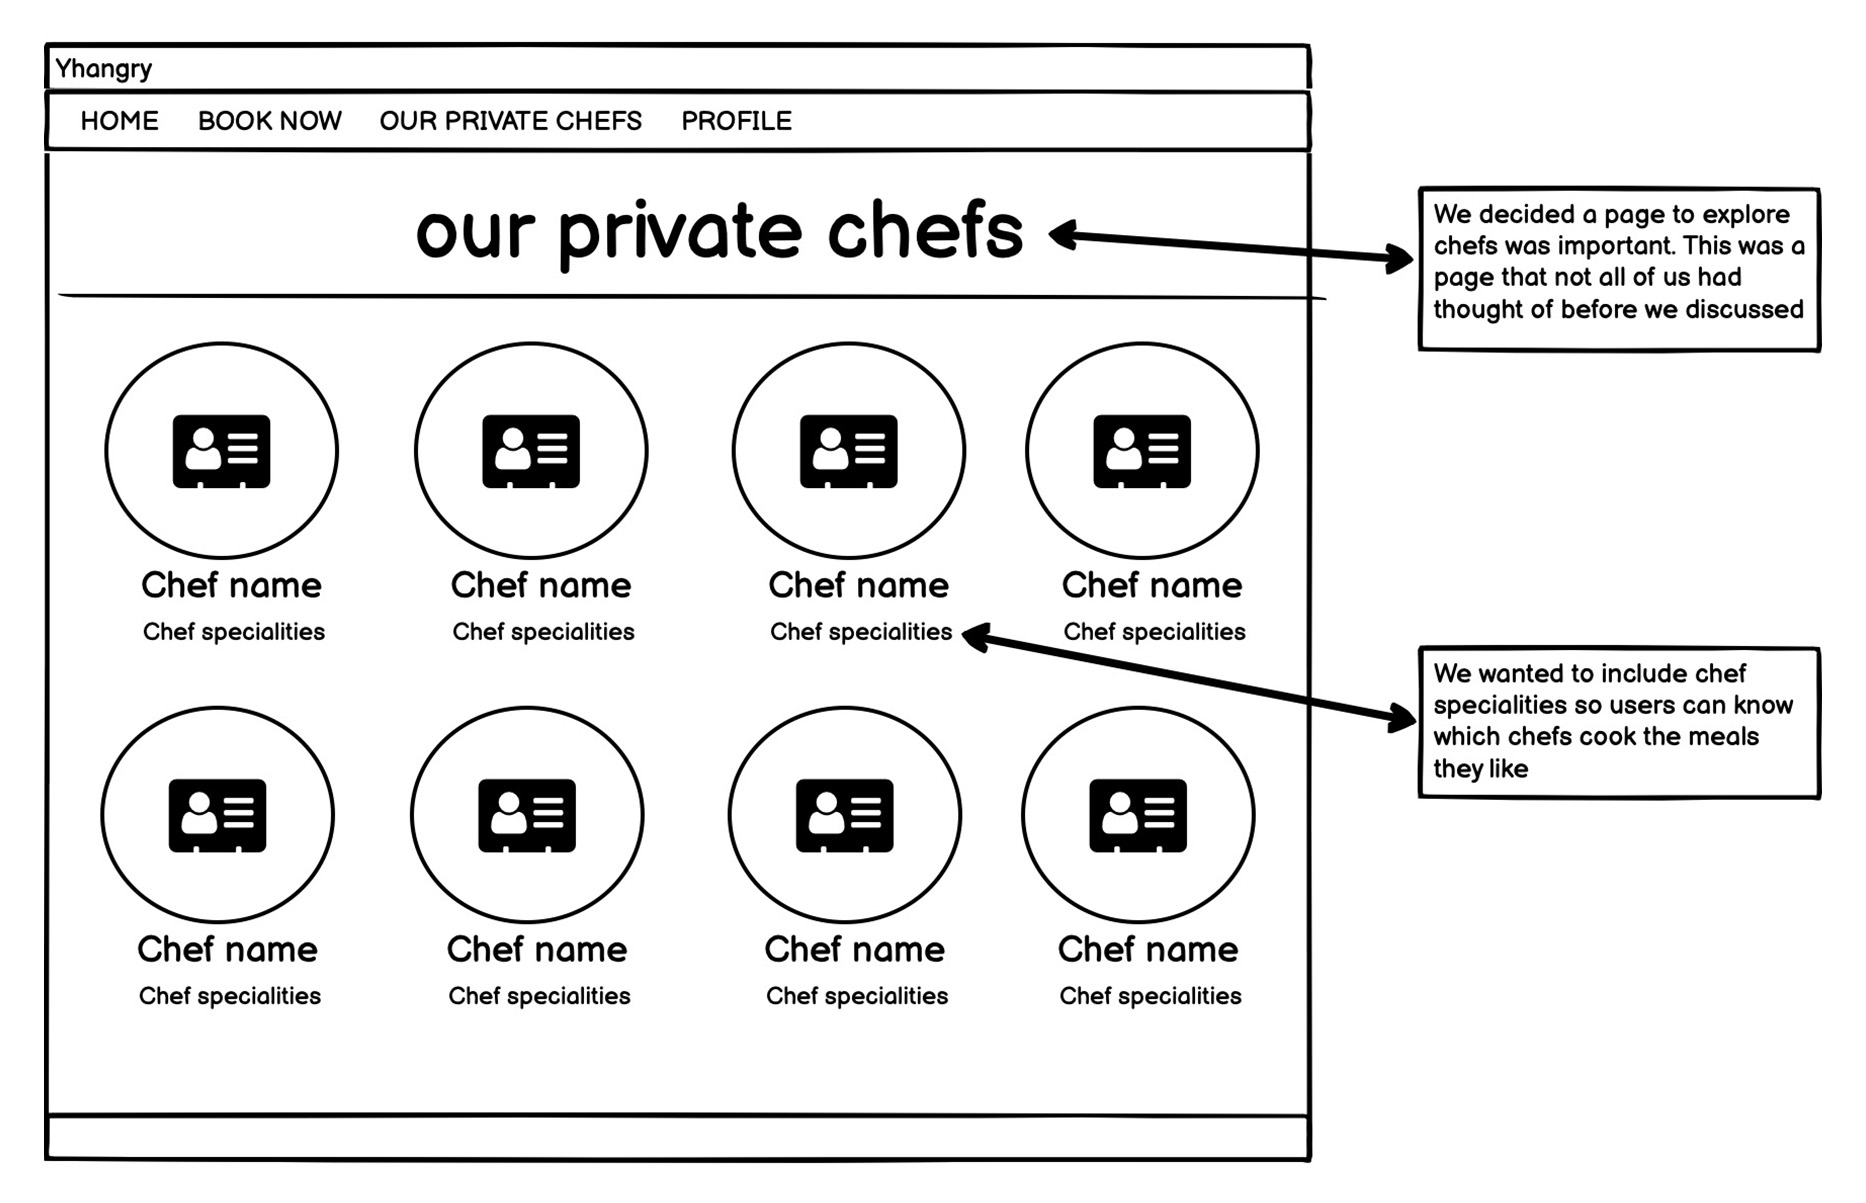 Yhangry
HOME BOOK NOW OUR PRIVATE CHEFS PROFILE
our private chefs
We decided a page to explore
chefs was important. This was a
page that not all of us had
thought of before we discussed
Chef name Chef name Chef name Chef name
Chef specialities Chef specialities Chef specialities Chef specialities
We wanted to include chef
specialities so users can know
which chefs cook the meals
they like
Chef name Chef name Chef name Chef name
Chef specialities Chef specialities Chef specialities Chef specialities